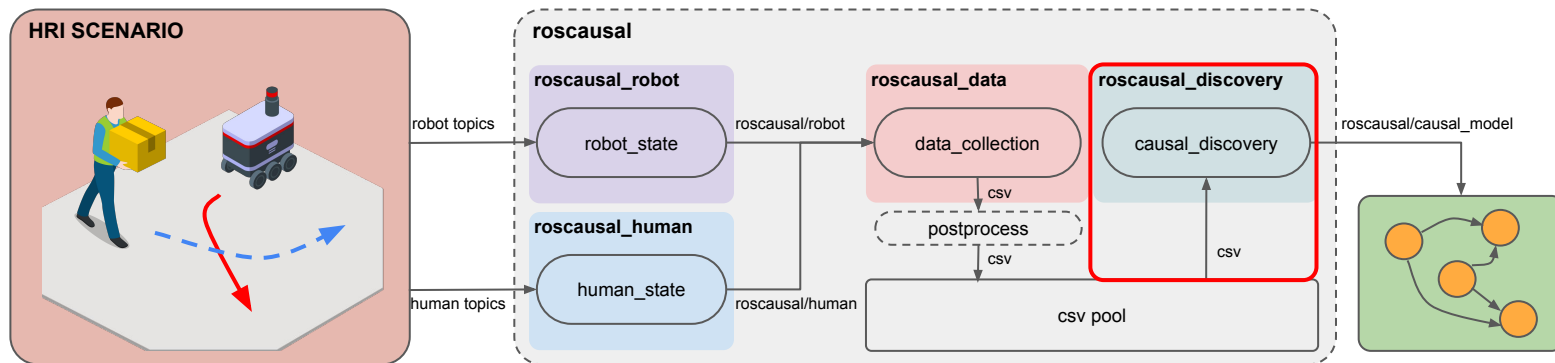 HRI SCENARIO
roscausal
roscausal_robot
roscausal_data
roscausal_discovery
robot topics
robot_state
roscausal/robot
data_collection
causal_discovery
roscausal/causal_model
csv
roscausal_human
postprocess
csv
csv
human topics
human_state
roscausal/human
csv pool